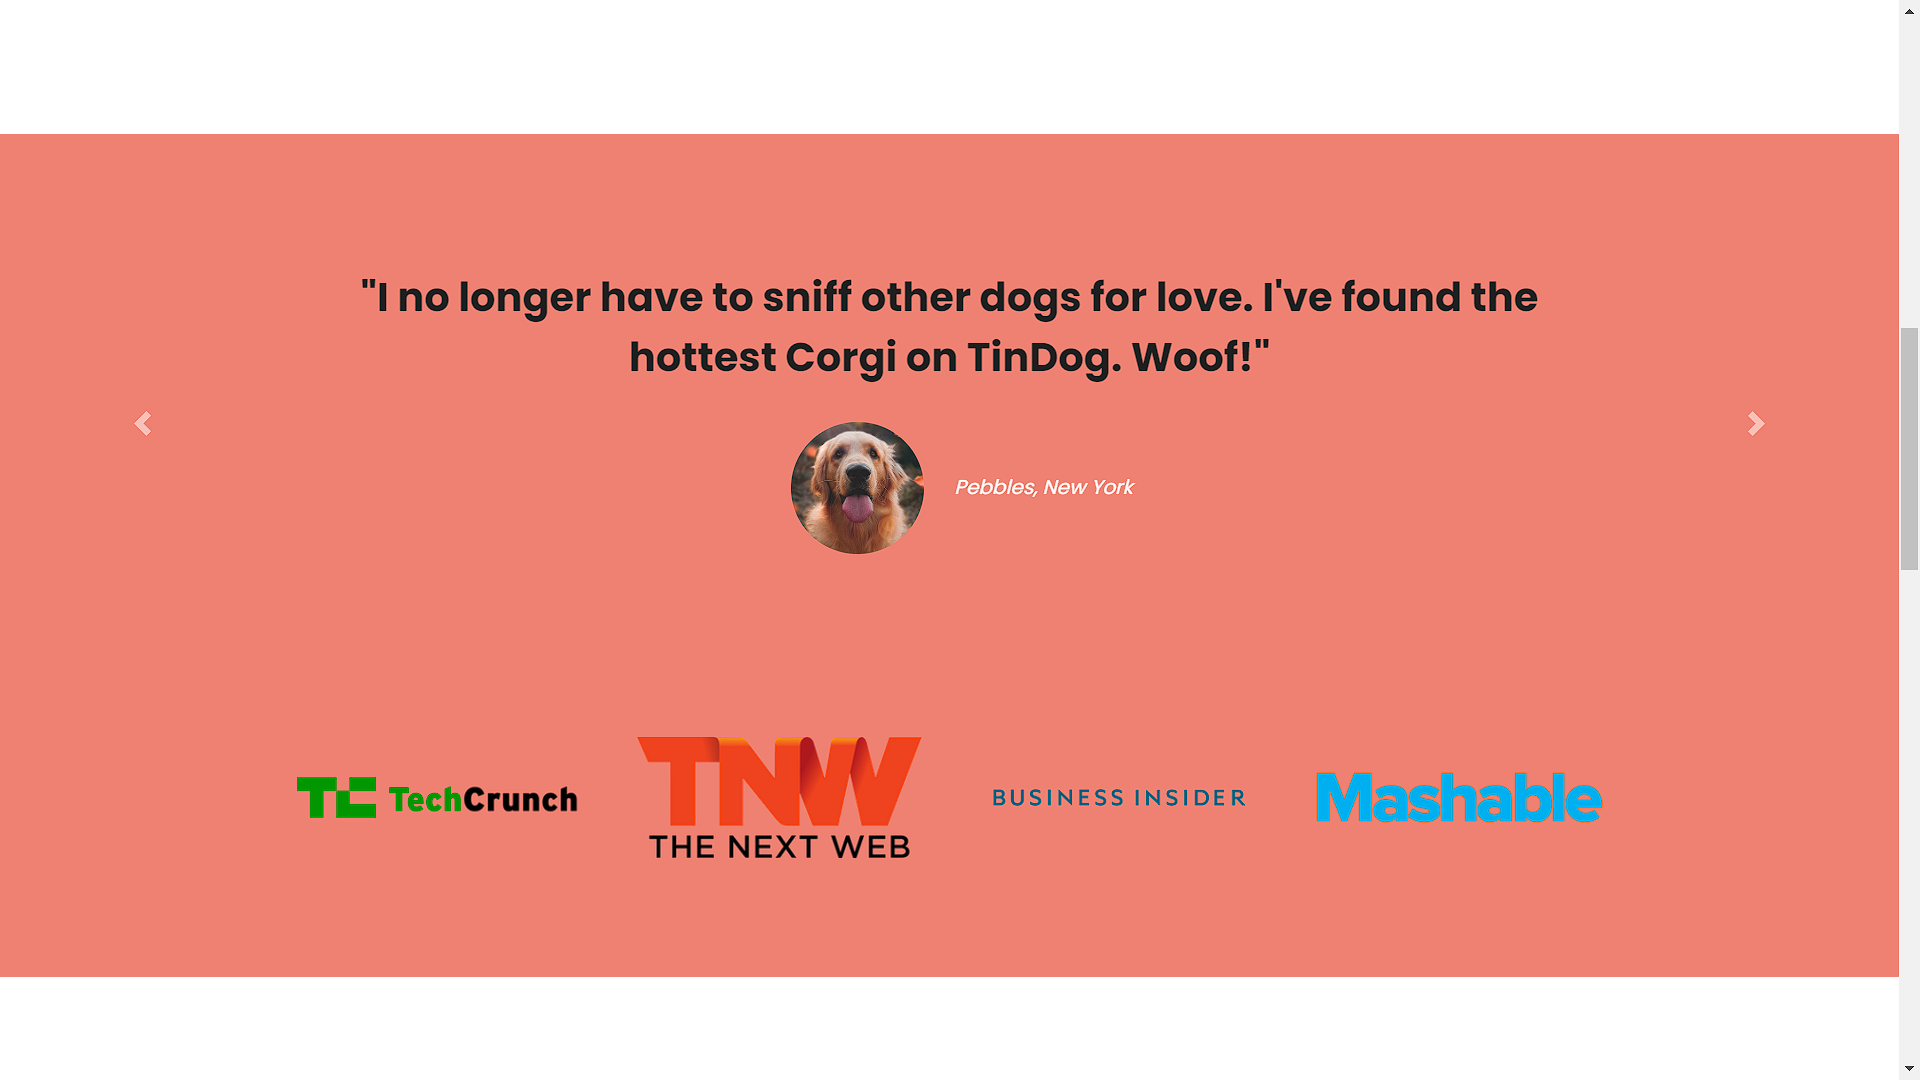 "I no longer have to sniff other dogs for love. I've found the
hottest Corgi on TinDog. Woof!"
Pebbles, New York
TC TechCrunch
TNW
THE NEXT WEB
BUSINESS INSIDER
Mashable